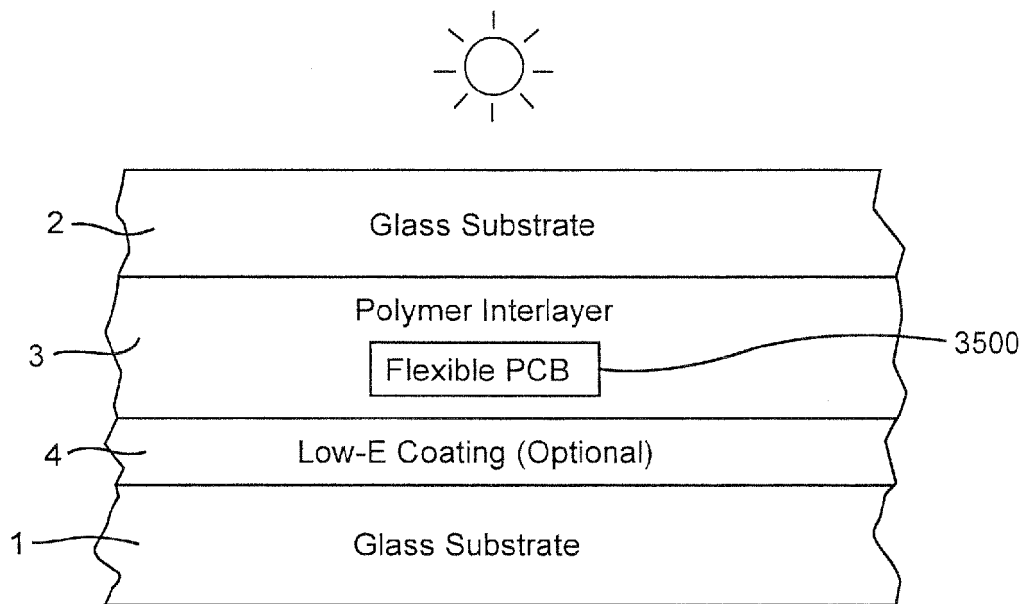 2
Glass Substrate
Polymer Interlayer
3
3500
Flexible PCB
4
Low-E Coating (Optional)
1
Glass Substrate